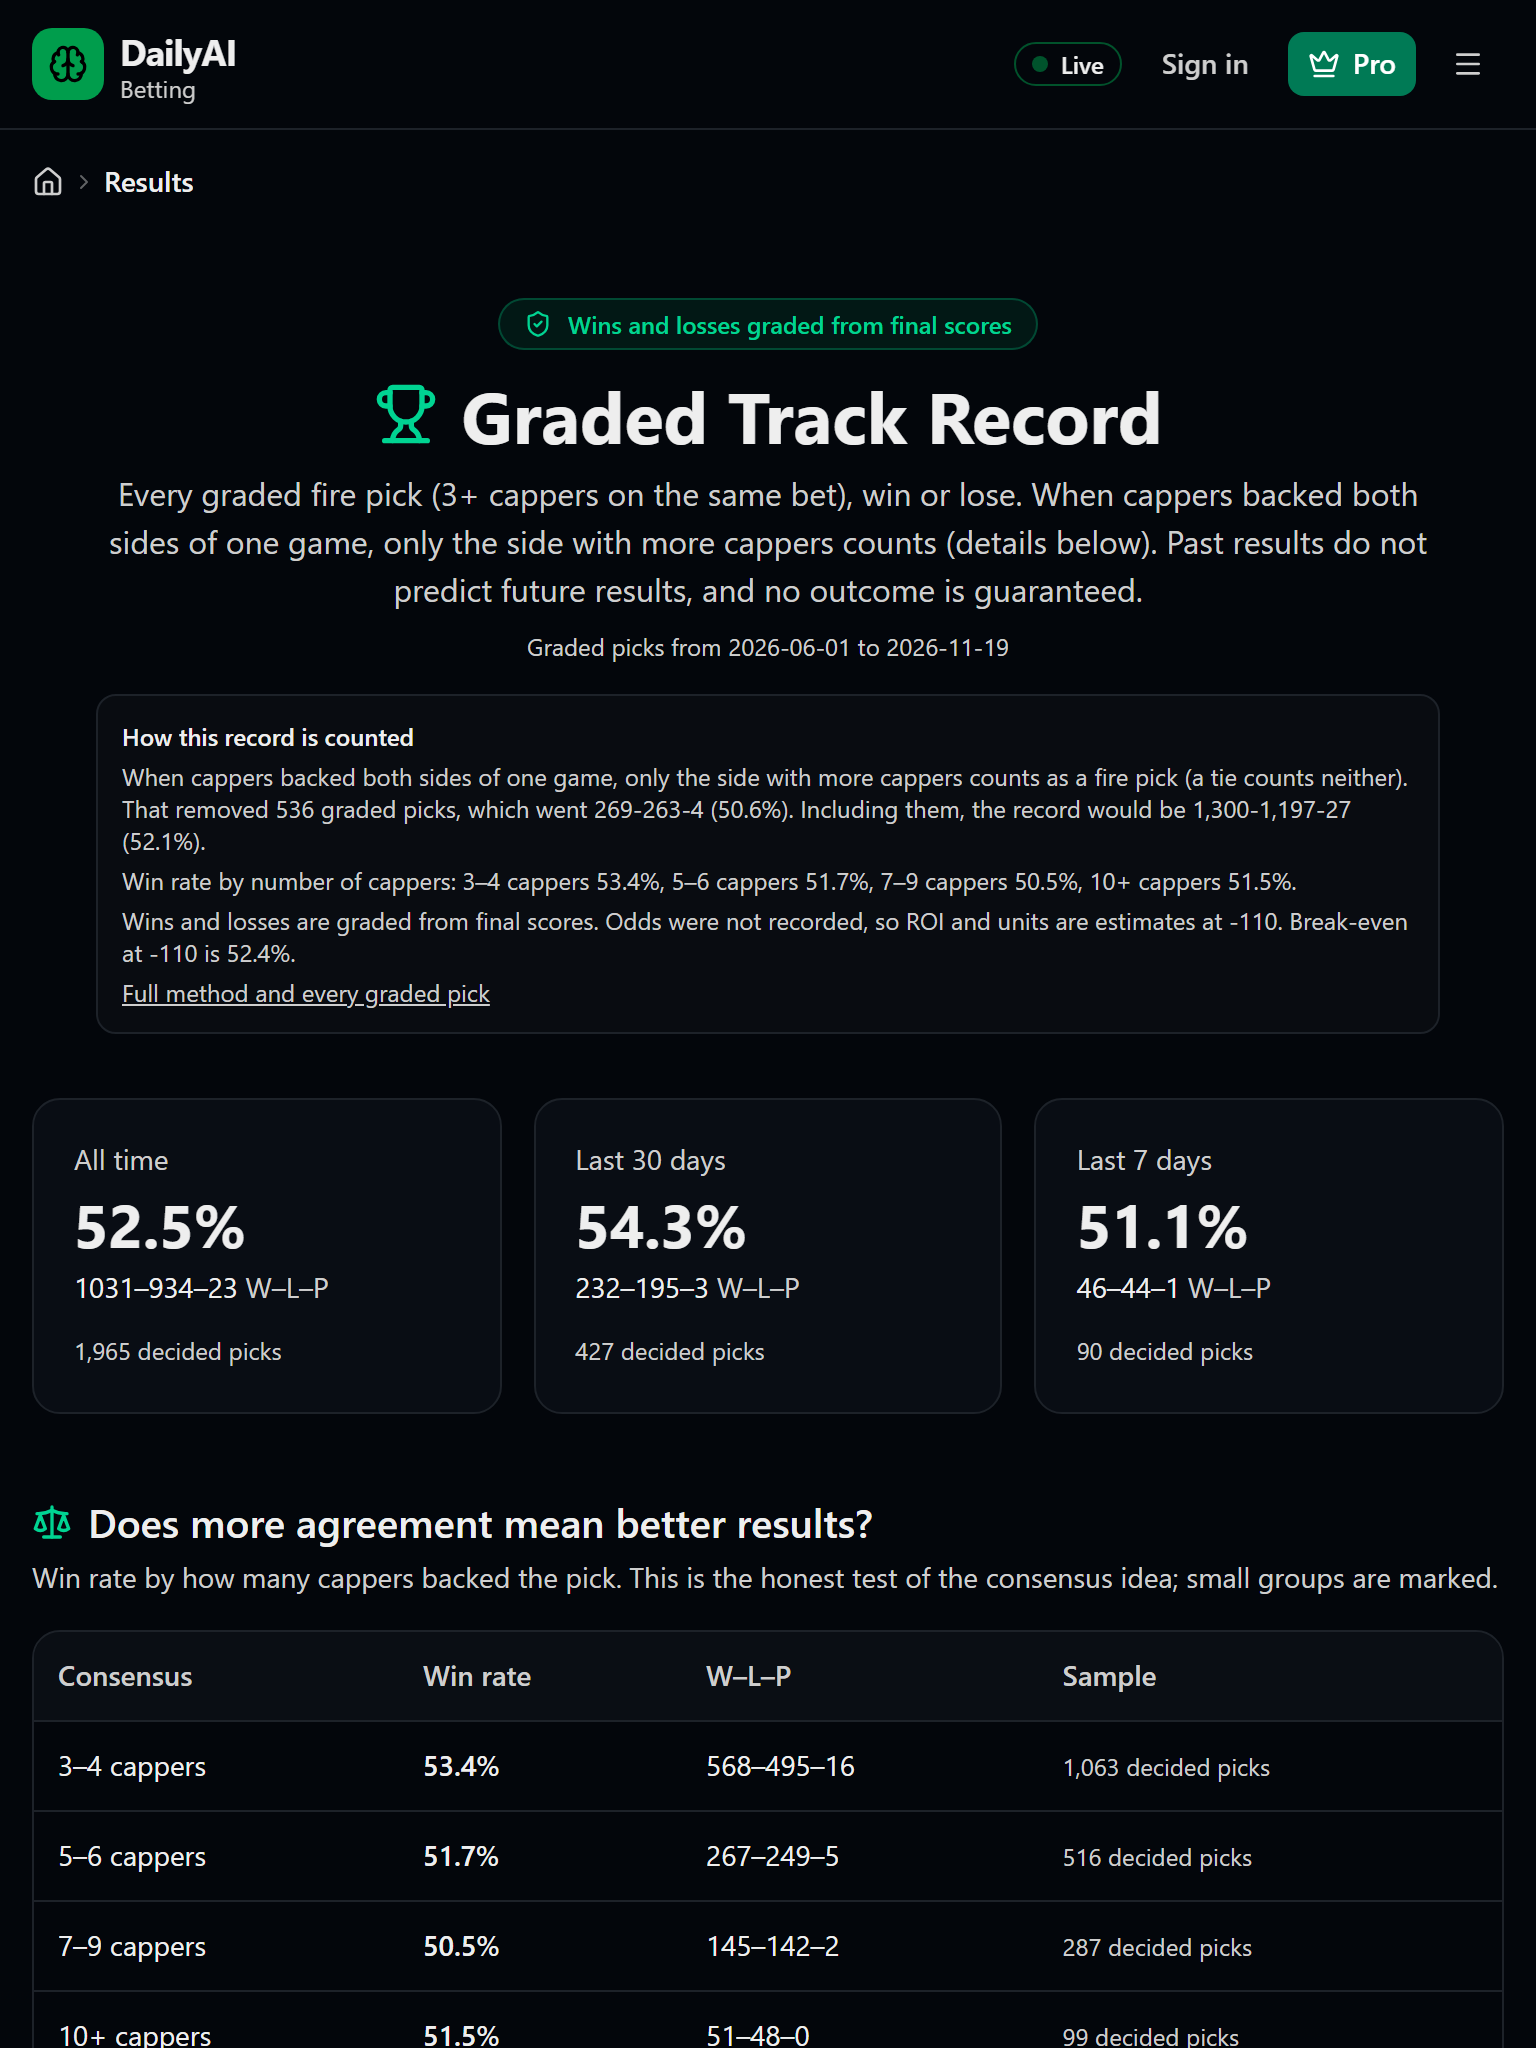 DailyAI
Betting
Live
Sign in
Pro
Results
Wins and losses graded from final scores
Graded Track Record
Every graded fire pick (3+ cappers on the same bet), win or lose. When cappers backed both
sides of one game, only the side with more cappers counts (details below). Past results do not
predict future results, and no outcome is guaranteed.
Graded picks from 2026-06-01 to 2026-11-19
How this record is counted
When cappers backed both sides of one game, only the side with more cappers counts as a fire pick (a tie counts neither).
That removed 536 graded picks, which went 269-263-4 (50.6%). Including them, the record would be 1,300-1,197-27
(52.1%).
Win rate by number of cappers: 3–4 cappers 53.4%, 5–6 cappers 51.7%, 7–9 cappers 50.5%, 10+ cappers 51.5%.
Wins and losses are graded from final scores. Odds were not recorded, so ROI and units are estimates at -110. Break-even
at -110 is 52.4%.
Full method and every graded pick
All time
52.5%
1031–934–23 W–L–P
1,965 decided picks
Last 30 days
54.3%
232–195–3 W–L–P
427 decided picks
Last 7 days
51.1%
46–44–1 W–L–P
90 decided picks
Does more agreement mean better results?
Win rate by how many cappers backed the pick. This is the honest test of the consensus idea; small groups are marked.
Consensus Win rate W–L–P Sample
3–4 cappers 53.4% 568–495–16 1,063 decided picks
5–6 cappers 51.7% 267–249–5 516 decided picks
7–9 cappers 50.5% 145–142–2 287 decided picks
10+ cappers 51.5% 51–48–0 99 decided picks